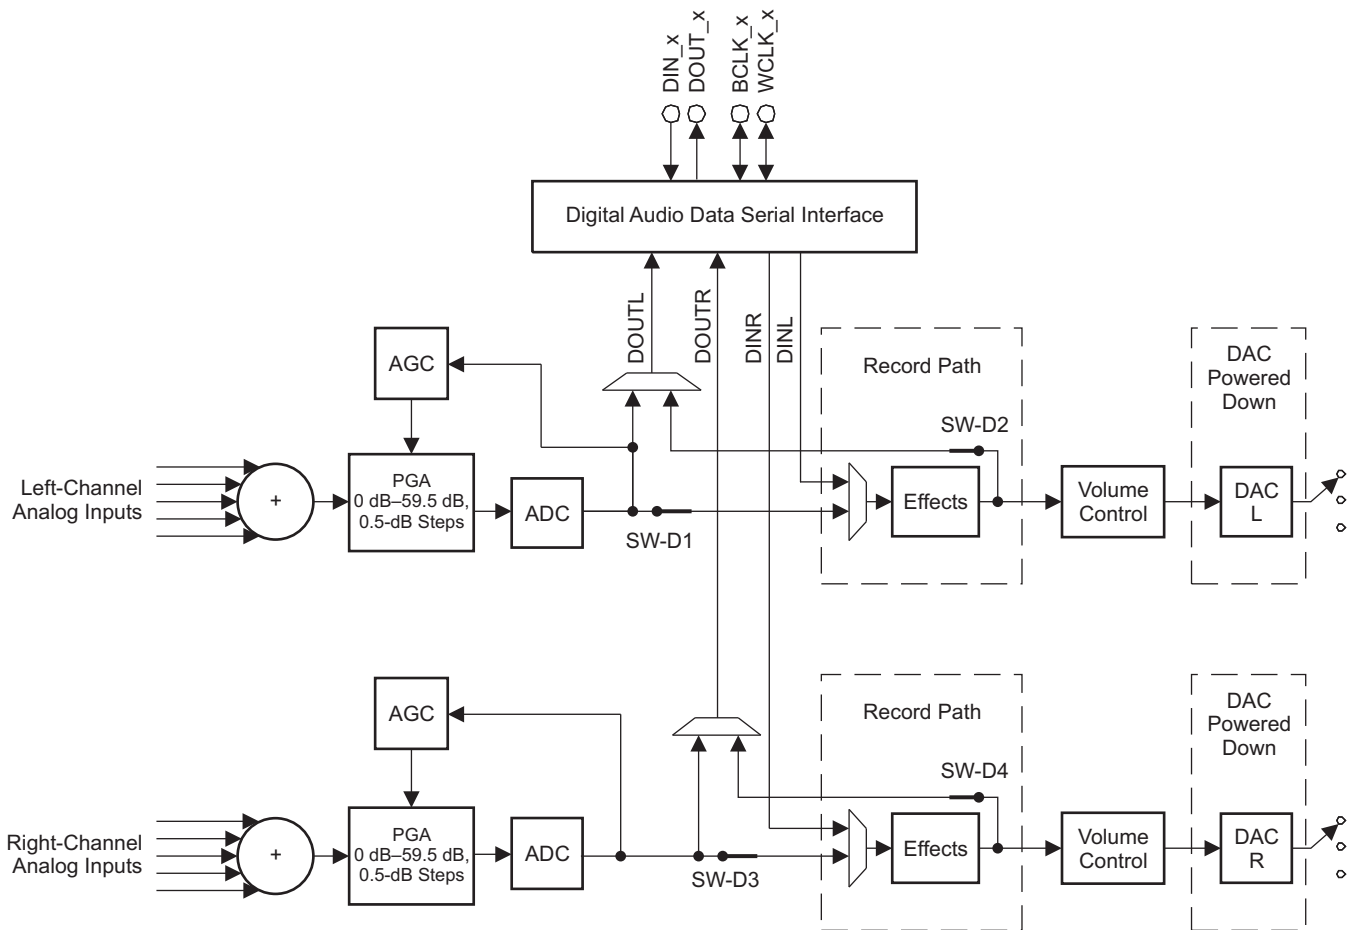 DIN_x
DOUT_x
BCLK_x
WCLK_x
Digital Audio Data Serial Interface
DOUTL
DOUTR
DINR
DINL
AGC
Record Path
DAC
Powered
Down
SW-D2
Left-Channel
Analog Inputs
+
PGA
0 dB–59.5 dB,
0.5-dB Steps
ADC
SW-D1
Effects
Volume
Control
DAC
L
AGC
Record Path
DAC
Powered
Down
SW-D4
Right-Channel
Analog Inputs
+
PGA
0 dB–59.5 dB,
0.5-dB Steps
ADC
SW-D3
Effects
Volume
Control
DAC
R